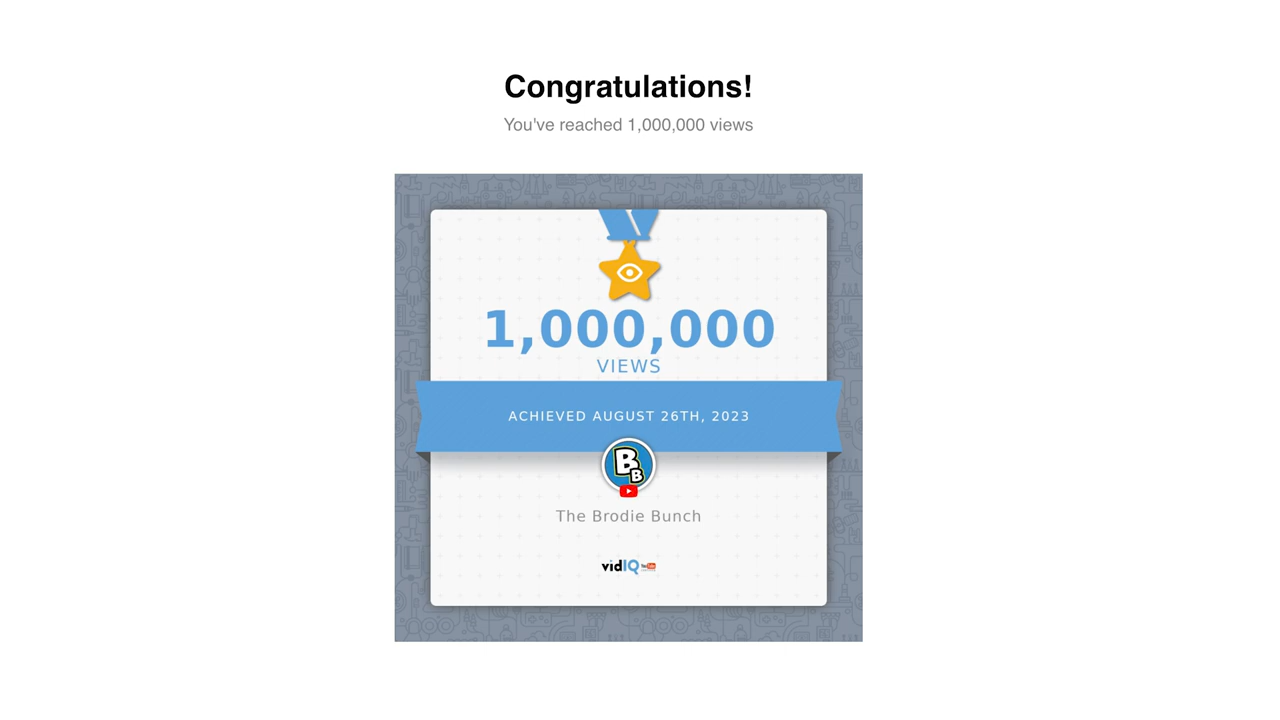 Congratulations!
You've reached 1,000,000 views
1,000,000
VIEWS
ACHIEVED AUGUST 26TH, 2023
B
B
The Brodie Bunch
vidIQ YouTube